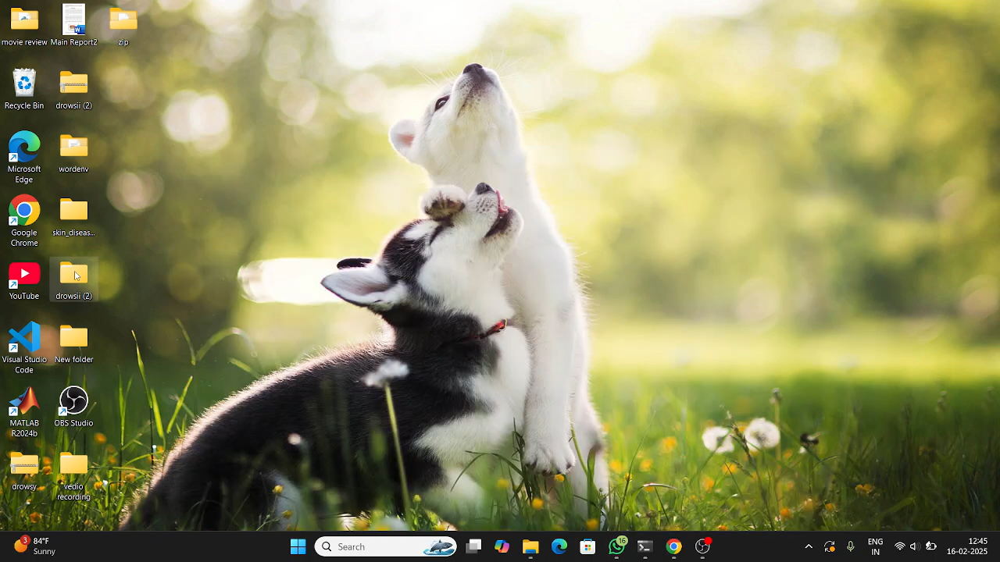 movie review
Main Report2
zip
Recycle Bin
drowsii (2)
Microsoft
Edge
wordenv
Google
Chrome
skin_diseas...
YouTube
drowsii (2)
Visual Studio
Code
New folder
MATLAB
R2024b
OBS Studio
drowsy
vedio
recording
3
84°F
Sunny
Search
16
ENG
IN
16-02-2025